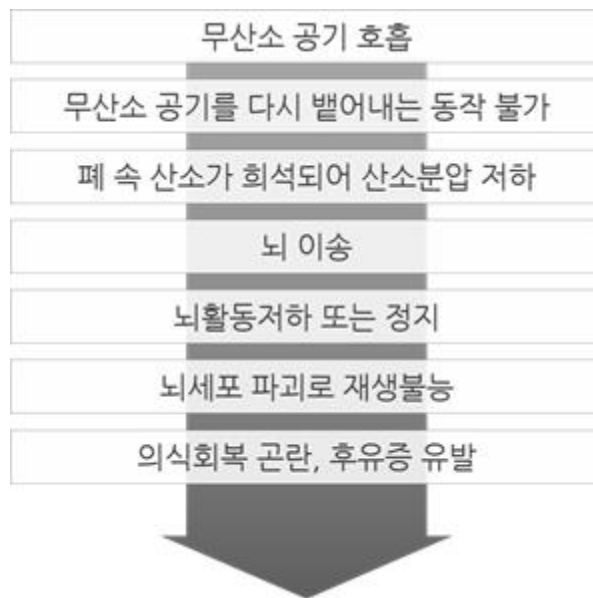 무산소 공기 호흡
무산소 공기를 다시 뱉어내는 동작 불가
폐 속 산소가 희석되어 산소분압 저하
뇌 이송
뇌활동저하 또는 정지
뇌세포 파괴로 재생불능
의식회복 곤란, 후유증 유발